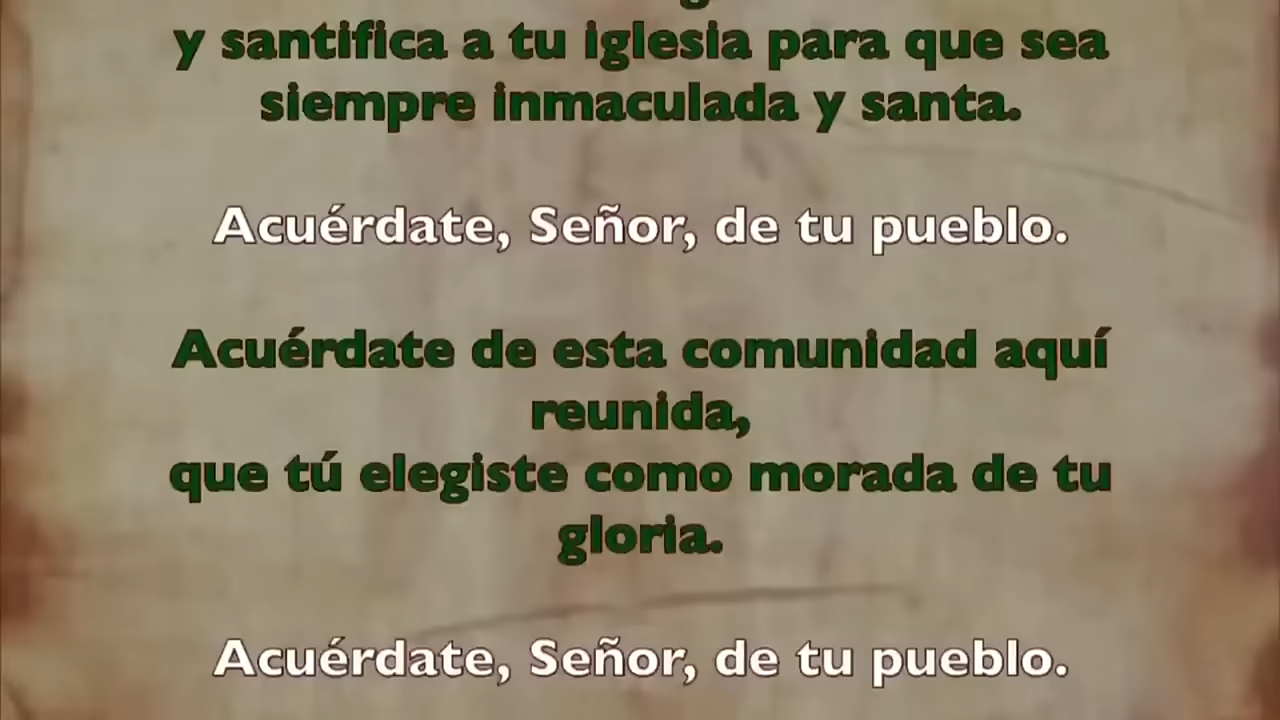 y santifica a tu iglesia para que sea
siempre inmaculada y santa.
Acuérdate, Señor, de tu pueblo.
Acuérdate de esta comunidad aquí
reunida,
que tú elegiste como morada de tu
gloria.
Acuérdate, Señor, de tu pueblo.